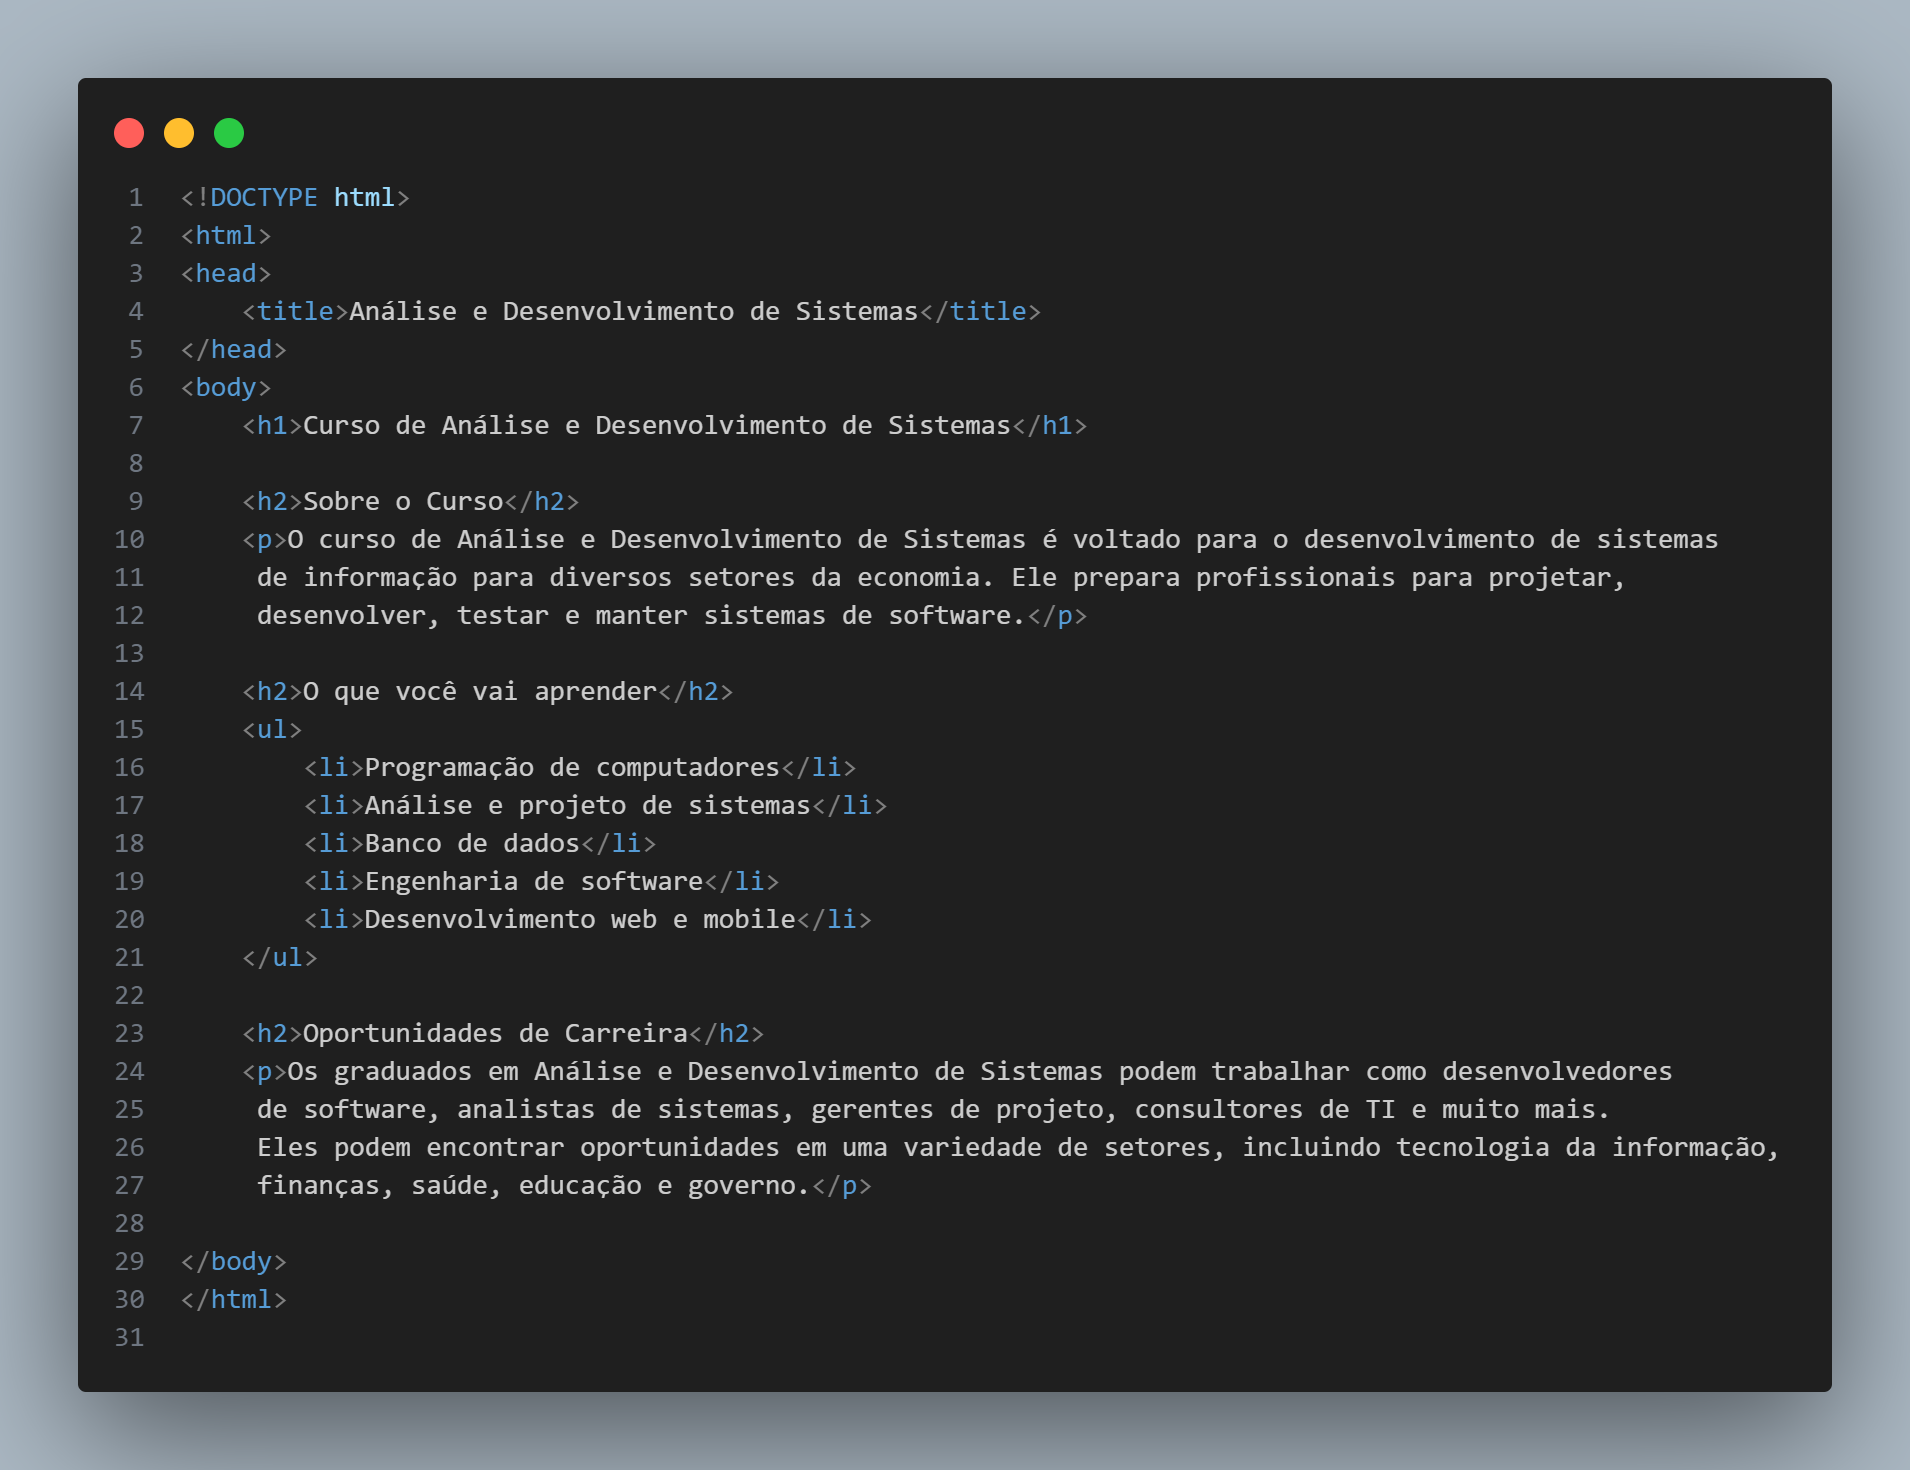 1 <!DOCTYPE html>
2 <html>
3 <head>
4     <title>Análise e Desenvolvimento de Sistemas</title>
5 </head>
6 <body>
7     <h1>Curso de Análise e Desenvolvimento de Sistemas</h1>
8
9     <h2>Sobre o Curso</h2>
10     <p>O curso de Análise e Desenvolvimento de Sistemas é voltado para o desenvolvimento de sistemas
11      de informação para diversos setores da economia. Ele prepara profissionais para projetar,
12      desenvolver, testar e manter sistemas de software.</p>
13
14     <h2>O que você vai aprender</h2>
15     <ul>
16         <li>Programação de computadores</li>
17         <li>Análise e projeto de sistemas</li>
18         <li>Banco de dados</li>
19         <li>Engenharia de software</li>
20         <li>Desenvolvimento web e mobile</li>
21     </ul>
22
23     <h2>Oportunidades de Carreira</h2>
24     <p>Os graduados em Análise e Desenvolvimento de Sistemas podem trabalhar como desenvolvedores
25      de software, analistas de sistemas, gerentes de projeto, consultores de TI e muito mais.
26      Eles podem encontrar oportunidades em uma variedade de setores, incluindo tecnologia da informação,
27      finanças, saúde, educação e governo.</p>
28
29 </body>
30 </html>
31